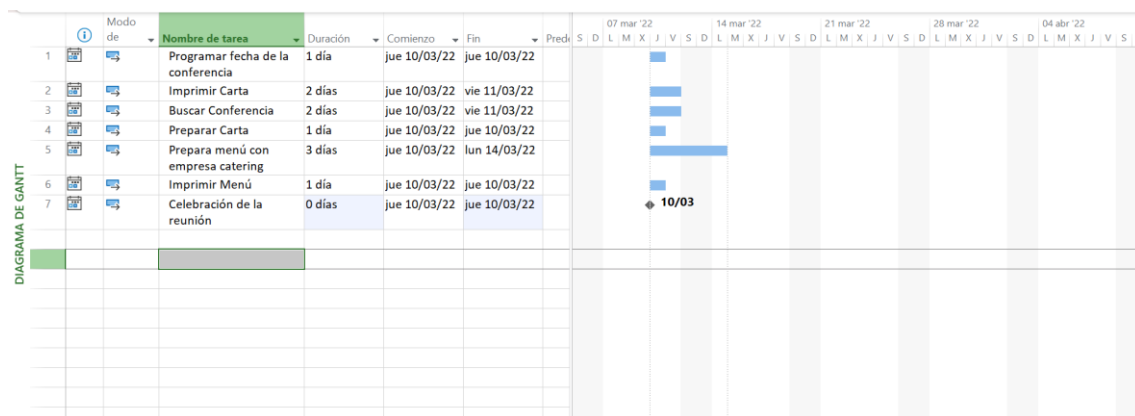 07 mar '22 14 mar '22 21 mar '22 28 mar '22 04 abr '22
Modo de Nombre de tarea Duración Comienzo Fin Prede S D L M X J V S D L M X J V S D L M X J V S D L M X J V S D L M X J V S
1 Programar fecha de la conferencia 1 día jue 10/03/22 jue 10/03/22
2 Imprimir Carta 2 días jue 10/03/22 vie 11/03/22
3 Buscar Conferencia 2 días jue 10/03/22 vie 11/03/22
4 Preparar Carta 1 día jue 10/03/22 jue 10/03/22
5 Prepara menú con empresa catering 3 días jue 10/03/22 lun 14/03/22
6 Imprimir Menú 1 día jue 10/03/22 jue 10/03/22
7 Celebración de la reunión 0 días jue 10/03/22 jue 10/03/22 10/03
DIAGRAMA DE GANTT